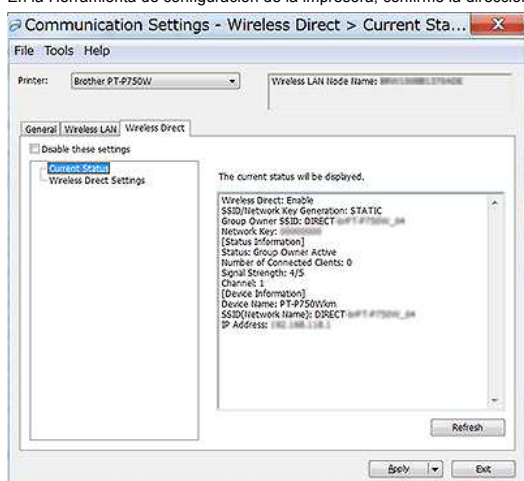 En la Herramienta de configuración de la impresora, confirme la dirección
Communication Settings - Wireless Direct > Current Sta...
File Tools Help
Printer: Brother PT-P750W Wireless LAN Node Name:
General Wireless LAN Wireless Direct
Disable these settings
Current Status
Wireless Direct Settings
The current status will be displayed.
Wireless Direct: Enable
SSID/Network Key Generation: STATIC
Group Owner SSID: DIRECT
Network Key:
[Status Information]
Status: Group Owner Active
Number of Connected Clients: 0
Signal Strength: 4/5
Channel: 1
[Device Information]
Device Name: PT-P750Wkm
SSID(Network Name): DIRECT
IP Address:
Refresh
Apply
Exit